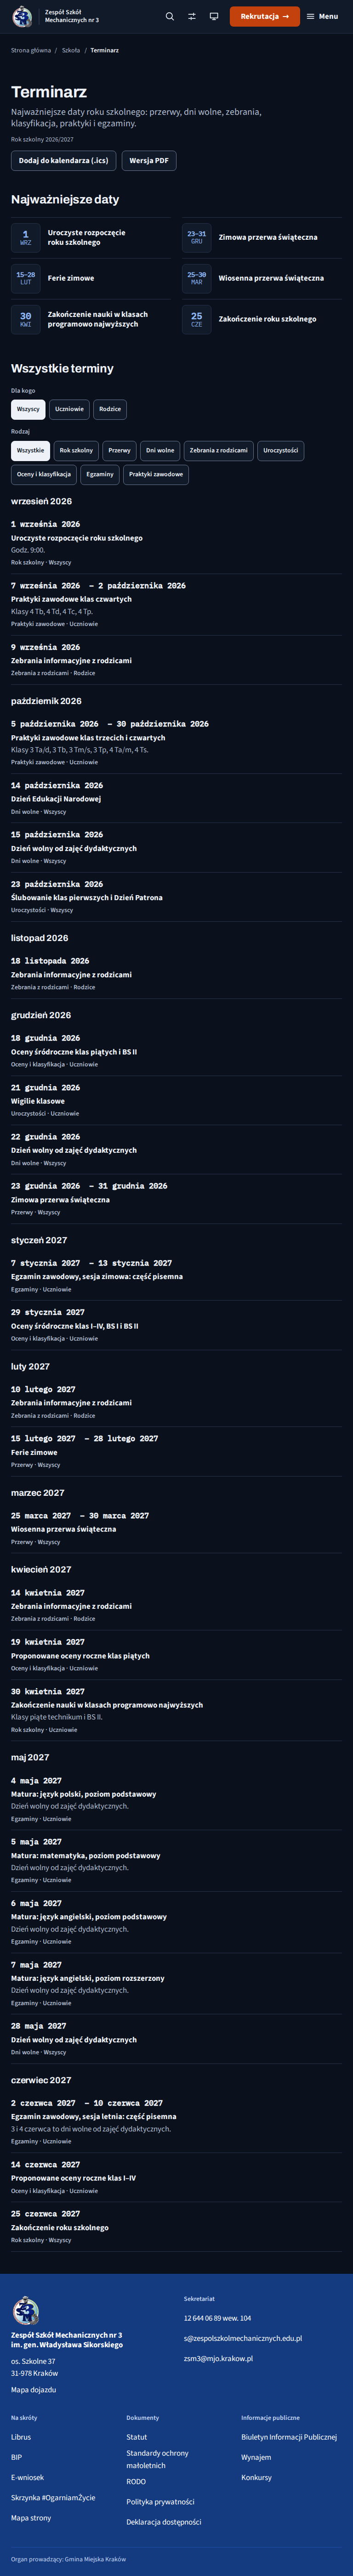 Zespół Szkół
Mechanicznych nr 3
Rekrutacja →
Menu
Strona główna / Szkoła / Terminarz
Terminarz
Najważniejsze daty roku szkolnego: przerwy, dni wolne, zebrania,
klasyfikacja, praktyki i egzaminy.
Rok szkolny 2026/2027
Dodaj do kalendarza (.ics)
Wersja PDF
Najważniejsze daty
1
WRZ
Uroczyste rozpoczęcie
roku szkolnego
23–31
GRU
Zimowa przerwa świąteczna
15–28
LUT
Ferie zimowe
25–30
MAR
Wiosenna przerwa świąteczna
30
KWI
Zakończenie nauki w klasach
programowo najwyższych
25
CZE
Zakończenie roku szkolnego
Wszystkie terminy
Dla kogo
Wszyscy
Uczniowie
Rodzice
Rodzaj
Wszystkie
Rok szkolny
Przerwy
Dni wolne
Zebrania z rodzicami
Uroczystości
Oceny i klasyfikacja
Egzaminy
Praktyki zawodowe
wrzesień 2026
1 września 2026
Uroczyste rozpoczęcie roku szkolnego
Godz. 9:00.
Rok szkolny · Wszyscy
7 września 2026 – 2 października 2026
Praktyki zawodowe klas czwartych
Klasy 4 Tb, 4 Td, 4 Tc, 4 Tp.
Praktyki zawodowe · Uczniowie
9 września 2026
Zebrania informacyjne z rodzicami
Zebrania z rodzicami · Rodzice
październik 2026
5 października 2026 – 30 października 2026
Praktyki zawodowe klas trzecich i czwartych
Klasy 3 Ta/d, 3 Tb, 3 Tm/s, 3 Tp, 4 Ta/m, 4 Ts.
Praktyki zawodowe · Uczniowie
14 października 2026
Dzień Edukacji Narodowej
Dni wolne · Wszyscy
15 października 2026
Dzień wolny od zajęć dydaktycznych
Dni wolne · Wszyscy
23 października 2026
Ślubowanie klas pierwszych i Dzień Patrona
Uroczystości · Wszyscy
listopad 2026
18 listopada 2026
Zebrania informacyjne z rodzicami
Zebrania z rodzicami · Rodzice
grudzień 2026
18 grudnia 2026
Oceny śródroczne klas piątych i BS II
Oceny i klasyfikacja · Uczniowie
21 grudnia 2026
Wigilie klasowe
Uroczystości · Uczniowie
22 grudnia 2026
Dzień wolny od zajęć dydaktycznych
Dni wolne · Wszyscy
23 grudnia 2026 – 31 grudnia 2026
Zimowa przerwa świąteczna
Przerwy · Wszyscy
styczeń 2027
7 stycznia 2027 – 13 stycznia 2027
Egzamin zawodowy, sesja zimowa: część pisemna
Egzaminy · Uczniowie
29 stycznia 2027
Oceny śródroczne klas I–IV, BS I i BS II
Oceny i klasyfikacja · Uczniowie
luty 2027
10 lutego 2027
Zebrania informacyjne z rodzicami
Zebrania z rodzicami · Rodzice
15 lutego 2027 – 28 lutego 2027
Ferie zimowe
Przerwy · Wszyscy
marzec 2027
25 marca 2027 – 30 marca 2027
Wiosenna przerwa świąteczna
Przerwy · Wszyscy
kwiecień 2027
14 kwietnia 2027
Zebrania informacyjne z rodzicami
Zebrania z rodzicami · Rodzice
19 kwietnia 2027
Proponowane oceny roczne klas piątych
Oceny i klasyfikacja · Uczniowie
30 kwietnia 2027
Zakończenie nauki w klasach programowo najwyższych
Klasy piąte technikum i BS II.
Rok szkolny · Uczniowie
maj 2027
4 maja 2027
Matura: język polski, poziom podstawowy
Dzień wolny od zajęć dydaktycznych.
Egzaminy · Uczniowie
5 maja 2027
Matura: matematyka, poziom podstawowy
Dzień wolny od zajęć dydaktycznych.
Egzaminy · Uczniowie
6 maja 2027
Matura: język angielski, poziom podstawowy
Dzień wolny od zajęć dydaktycznych.
Egzaminy · Uczniowie
7 maja 2027
Matura: język angielski, poziom rozszerzony
Dzień wolny od zajęć dydaktycznych.
Egzaminy · Uczniowie
28 maja 2027
Dzień wolny od zajęć dydaktycznych
Dni wolne · Wszyscy
czerwiec 2027
2 czerwca 2027 – 10 czerwca 2027
Egzamin zawodowy, sesja letnia: część pisemna
3 i 4 czerwca to dni wolne od zajęć dydaktycznych.
Egzaminy · Uczniowie
14 czerwca 2027
Proponowane oceny roczne klas I–IV
Oceny i klasyfikacja · Uczniowie
25 czerwca 2027
Zakończenie roku szkolnego
Rok szkolny · Wszyscy
Zespół Szkół Mechanicznych nr 3
im. gen. Władysława Sikorskiego
os. Szkolne 37
31-978 Kraków
Mapa dojazdu
Sekretariat
12 644 06 89 wew. 104
s@zespolszkolmechanicznych.edu.pl
zsm3@mjo.krakow.pl
Na skróty
Librus
BIP
E-wniosek
Skrzynka #OgarniamŻycie
Mapa strony
Dokumenty
Statut
Standardy ochrony
małoletnich
RODO
Polityka prywatności
Deklaracja dostępności
Informacje publiczne
Biuletyn Informacji Publicznej
Wynajem
Konkursy
Organ prowadzący: Gmina Miejska Kraków